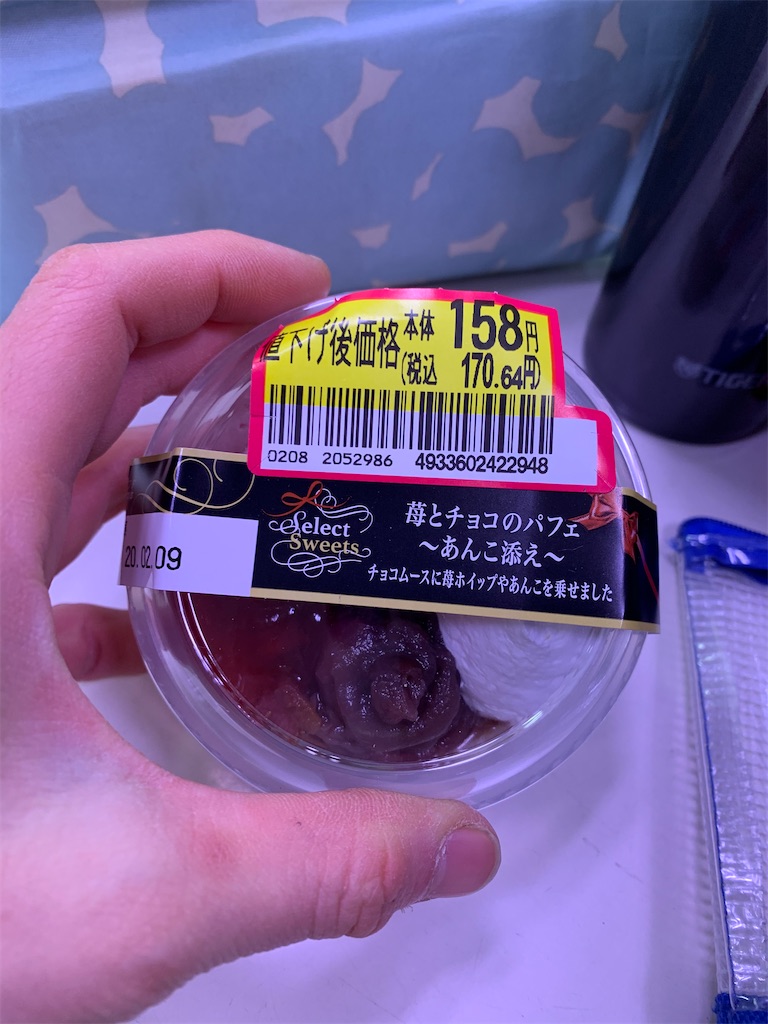 値下げ後価格 本体 158円
(税込 170.64円)
0208 2052986 4933602422948
Select
Sweets
苺とチョコのパフェ
～あんこ添え～
チョコムースに苺ホイップやあんこを乗せました
20.02.09
TIGER